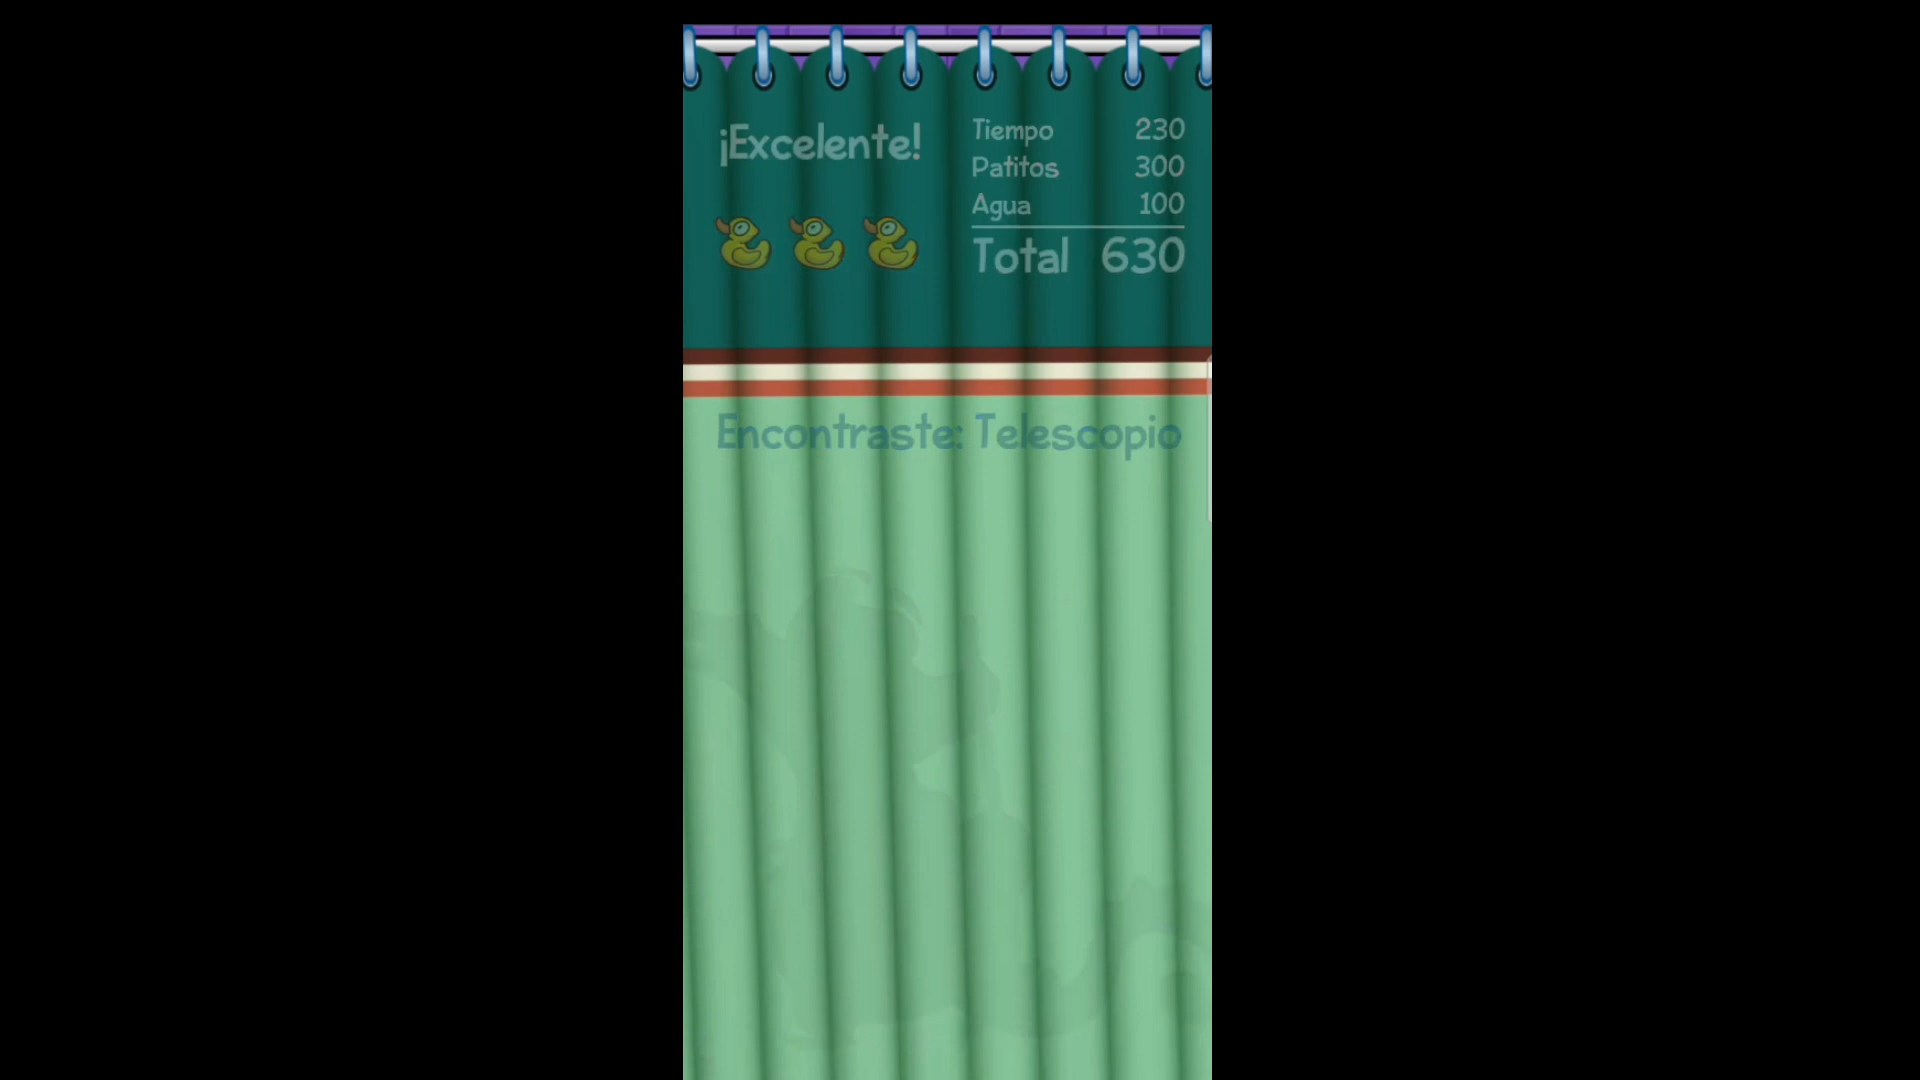 ¡Excelente!
Tiempo 230
Patitos 300
Agua 100
Total 630
Encontraste: Telescopio